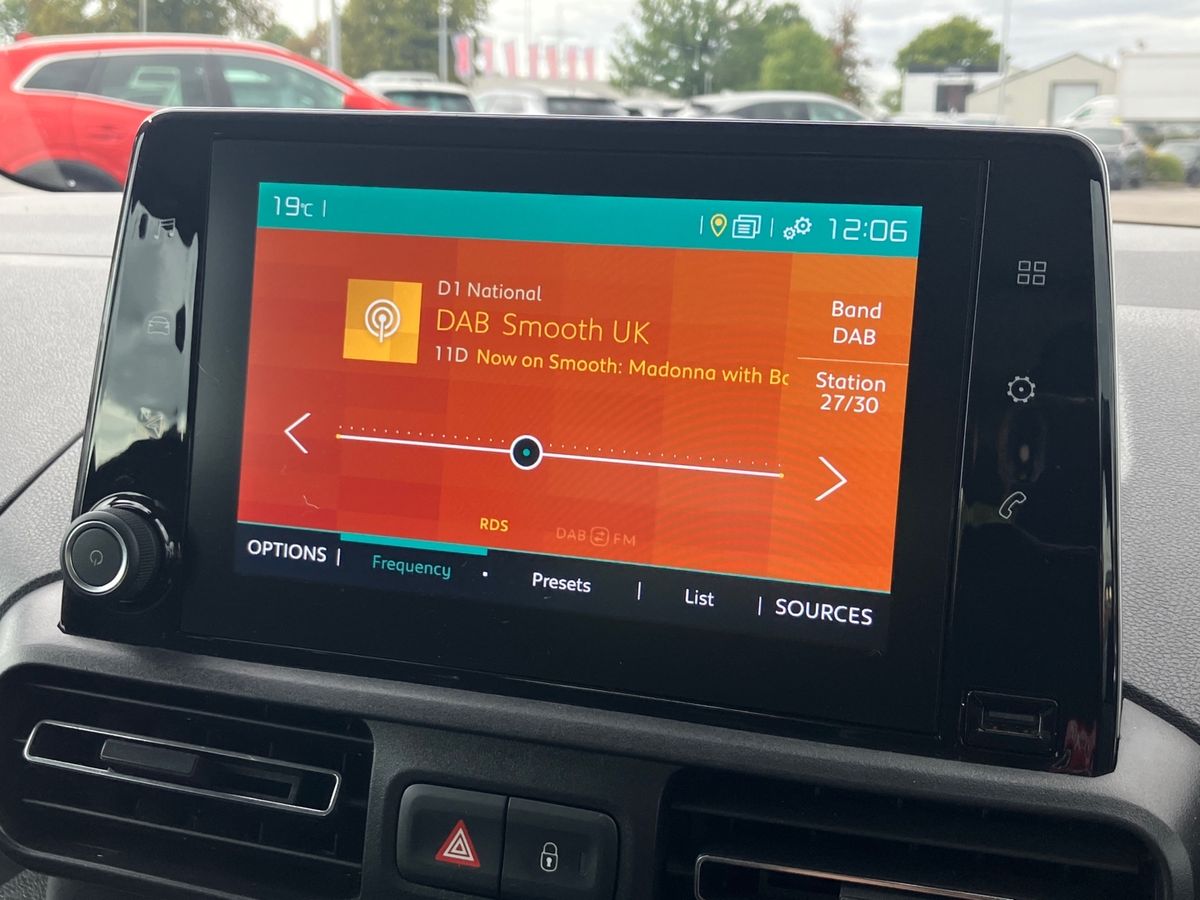 19°C
12:06
D1 National
DAB Smooth UK
11D Now on Smooth: Madonna with
Band
DAB
Station
27/30
RDS
DAB FM
OPTIONS
Frequency
Presets
List
SOURCES